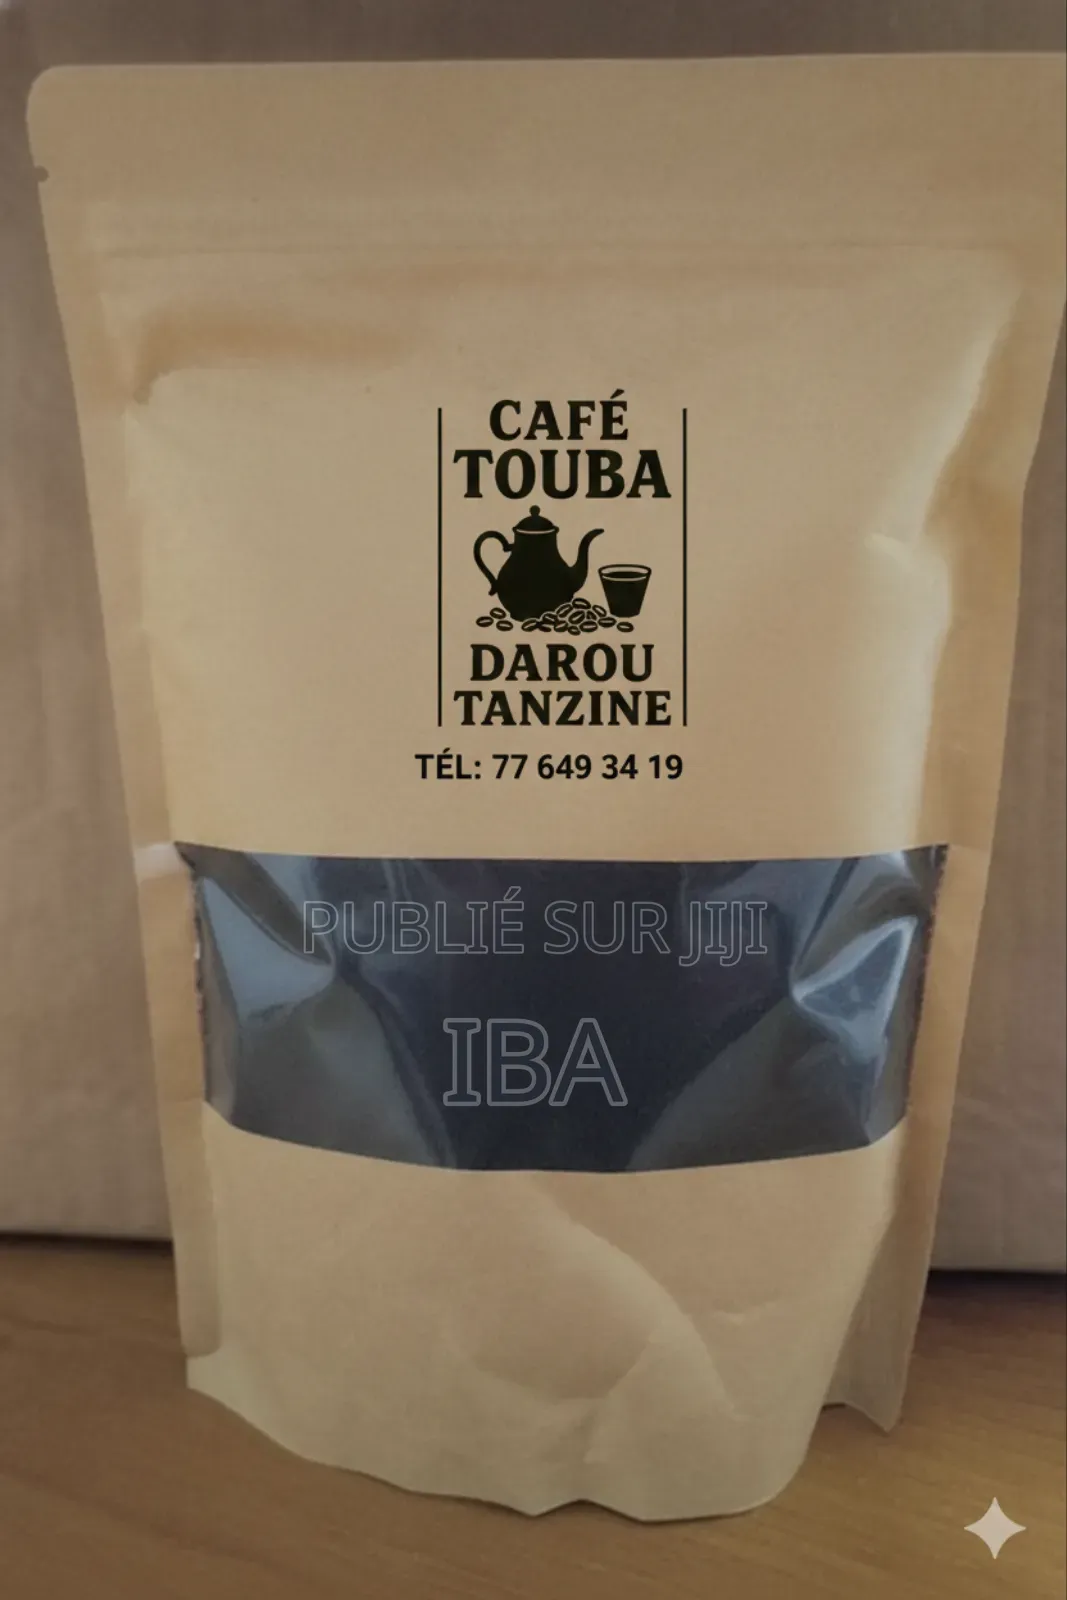 CAFÉ
TOUBA
DAROU
TANZINE
TÉL: 77 649 34 19
PUBLIÉ SUR JIJI
IBA